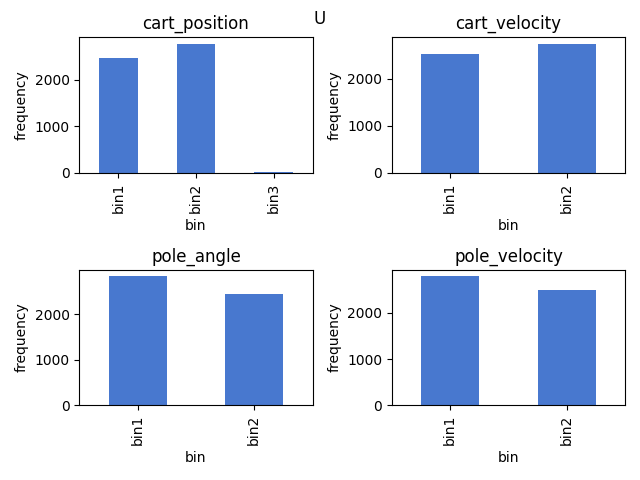 U
cart_position
frequency
2000
1000
0
bin1
bin2
bin3
bin
cart_velocity
frequency
2000
1000
0
bin1
bin2
bin
pole_angle
frequency
2000
1000
0
bin1
bin2
bin
pole_velocity
frequency
2000
1000
0
bin1
bin2
bin